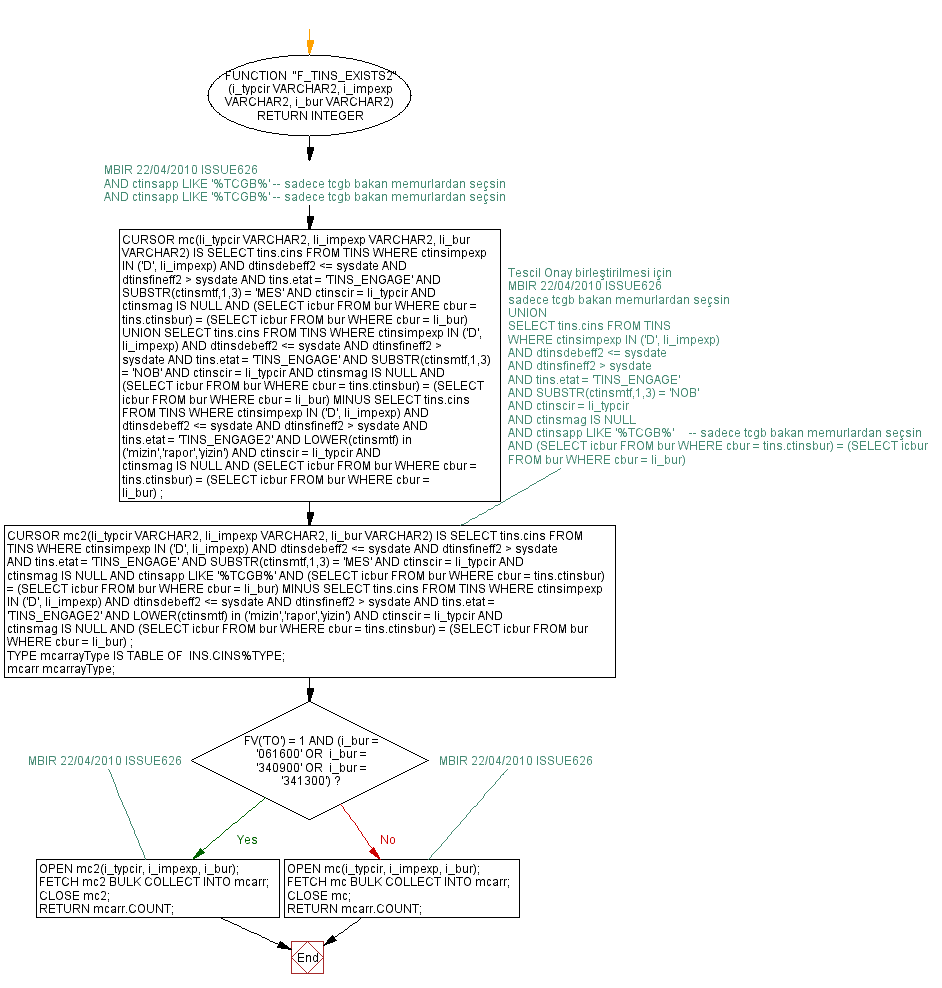 FUNCTION "F_TINS_EXISTS2"
(i_typcir VARCHAR2, i_impexp
VARCHAR2, i_bur VARCHAR2)
RETURN INTEGER
MBIR 22/04/2010 ISSUE626
AND ctinsapp LIKE '%TCGB%' -- sadece tcgb bakan memurlardan seçsin
AND ctinsapp LIKE '%TCGB%' -- sadece tcgb bakan memurlardan seçsin
CURSOR mc(li_typcir VARCHAR2, li_impexp VARCHAR2, li_bur
VARCHAR2) IS SELECT tins.cins FROM TINS WHERE ctinsimpexp
IN ('D', li_impexp) AND dtinsdebeff2 <= sysdate AND
dtinsfineff2 > sysdate AND tins.etat = 'TINS_ENGAGE' AND
SUBSTR(ctinsmtf,1,3) = 'MES' AND ctinscir = li_typcir AND
ctinsmag IS NULL AND (SELECT icbur FROM bur WHERE cbur =
tins.ctinsbur) = (SELECT icbur FROM bur WHERE cbur = li_bur)
UNION SELECT tins.cins FROM TINS WHERE ctinsimpexp IN ('D',
li_impexp) AND dtinsdebeff2 <= sysdate AND dtinsfineff2 >
sysdate AND tins.etat = 'TINS_ENGAGE' AND SUBSTR(ctinsmtf,1,3)
= 'NOB' AND ctinscir = li_typcir AND ctinsmag IS NULL AND
(SELECT icbur FROM bur WHERE cbur = tins.ctinsbur) = (SELECT
icbur FROM bur WHERE cbur = li_bur) MINUS SELECT tins.cins
FROM TINS WHERE ctinsimpexp IN ('D', li_impexp) AND
dtinsdebeff2 <= sysdate AND dtinsfineff2 > sysdate AND
tins.etat = 'TINS_ENGAGE2' AND LOWER(ctinsmtf) in
('mizin','rapor','yizin') AND ctinscir = li_typcir AND
ctinsmag IS NULL AND (SELECT icbur FROM bur WHERE cbur =
tins.ctinsbur) = (SELECT icbur FROM bur WHERE cbur =
li_bur) ;
Tescil Onay birleştirilmesi için
MBIR 22/04/2010 ISSUE626
sadece tcgb bakan memurlardan seçsin
UNION
SELECT tins.cins FROM TINS
WHERE ctinsimpexp IN ('D', li_impexp)
AND dtinsdebeff2 <= sysdate
AND dtinsfineff2 > sysdate
AND tins.etat = 'TINS_ENGAGE'
AND SUBSTR(ctinsmtf,1,3) = 'NOB'
AND ctinscir = li_typcir
AND ctinsmag IS NULL
AND ctinsapp LIKE '%TCGB%' -- sadece tcgb bakan memurlardan seçsin
AND (SELECT icbur FROM bur WHERE cbur = tins.ctinsbur) = (SELECT icbur
FROM bur WHERE cbur = li_bur)
CURSOR mc2(li_typcir VARCHAR2, li_impexp VARCHAR2, li_bur VARCHAR2) IS SELECT tins.cins FROM
TINS WHERE ctinsimpexp IN ('D', li_impexp) AND dtinsdebeff2 <= sysdate AND dtinsfineff2 > sysdate
AND tins.etat = 'TINS_ENGAGE' AND SUBSTR(ctinsmtf,1,3) = 'MES' AND ctinscir = li_typcir AND
ctinsmag IS NULL AND ctinsapp LIKE '%TCGB%' AND (SELECT icbur FROM bur WHERE cbur = tins.ctinsbur)
= (SELECT icbur FROM bur WHERE cbur = li_bur) MINUS SELECT tins.cins FROM TINS WHERE ctinsimpexp
IN ('D', li_impexp) AND dtinsdebeff2 <= sysdate AND dtinsfineff2 > sysdate AND tins.etat =
'TINS_ENGAGE2' AND LOWER(ctinsmtf) in ('mizin','rapor','yizin') AND ctinscir = li_typcir AND
ctinsmag IS NULL AND (SELECT icbur FROM bur WHERE cbur = tins.ctinsbur) = (SELECT icbur FROM bur
WHERE cbur = li_bur) ;
TYPE mcarrayType IS TABLE OF INS.CINS%TYPE;
mcarr mcarrayType;
FV('TO') = 1 AND (i_bur =
'061600' OR i_bur =
'340900' OR i_bur =
'341300') ?
MBIR 22/04/2010 ISSUE626
MBIR 22/04/2010 ISSUE626
Yes
No
OPEN mc2(i_typcir, i_impexp, i_bur);
FETCH mc2 BULK COLLECT INTO mcarr;
CLOSE mc2;
RETURN mcarr.COUNT;
OPEN mc(i_typcir, i_impexp, i_bur);
FETCH mc BULK COLLECT INTO mcarr;
CLOSE mc;
RETURN mcarr.COUNT;
End